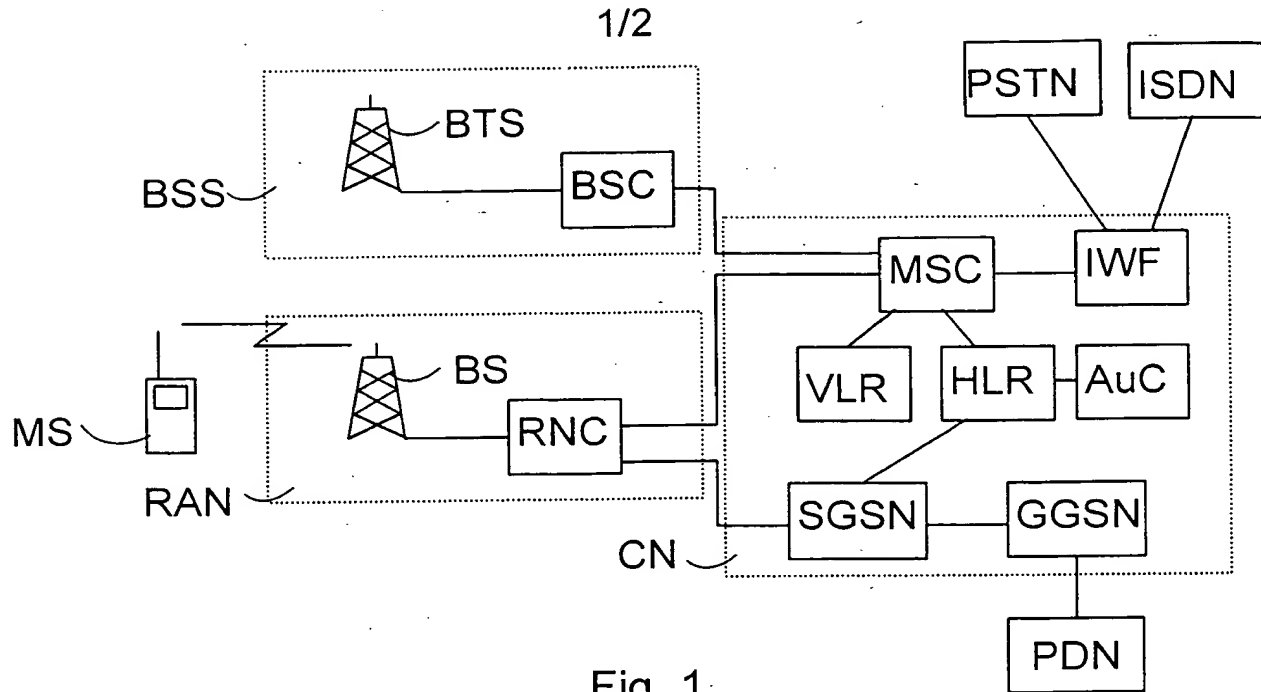 1/2
PSTN
ISDN
BTS
BSC
BSS
MSC
IWF
BS
VLR
HLR
AuC
MS
RNC
RAN
SGSN
GGSN
CN
PDN
Fig. 1